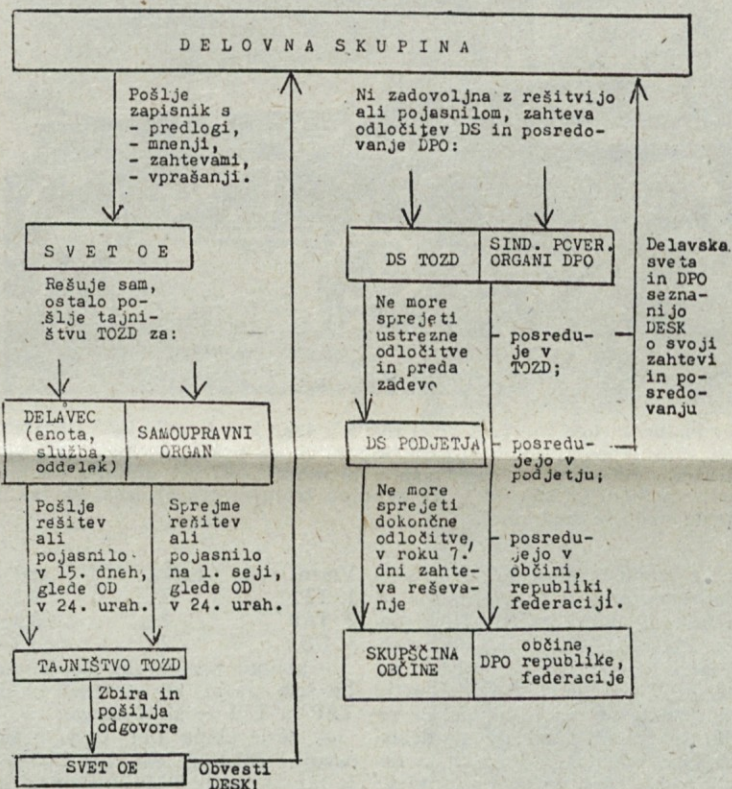 DELOVNA SKUPINA
Pošlje
zapisnik s
- predlogi,
- mnenji,
- zahtevami,
- vprašanji.
SVET OE
Rešuje sam,
ostalo po-
šlje tajni-
štvu TOZD za:
DELAVEC
(enota,
služba,
oddelek)
SAMOUPRAVNI
ORGAN
Pošlje
rešitev
ali
pojasnilo
v 15. dneh,
glede OD
v 24. urah.
Sprejme
rešitev
ali
pojasnilo
na 1. seji,
glede OD
v 24. urah.
TAJNIŠTVO TOZD
Zbira in
pošilja
odgovore
SVET OE
Obvesti
DESK!
Ni zadovoljna z rešitvijo
ali pojasnilom, zahteva
odločitev DS in posredo-
vanje DPO:
DS TOZD
SIND. POVER.
ORGANI DPO
Ne more
sprejeti
ustrezne
odločitve
in preda
zadevo
- posredu-
je v
TOZD;
DS PODJETJA
- posredu-
jejo v
podjetju;
Ne more
sprejeti
dokončne
odločitve,
v roku 7.
dni zahte-
va reševa-
nje
- posredu-
jejo v
občini,
republiki,
federaciji.
SKUPŠČINA
OBČINE
DPO občine,
republike,
federacije
Delavska
sveta
in DPO
sezna-
nijo
DESK
o svoji
zahtevi
in po-
sredo-
vanju